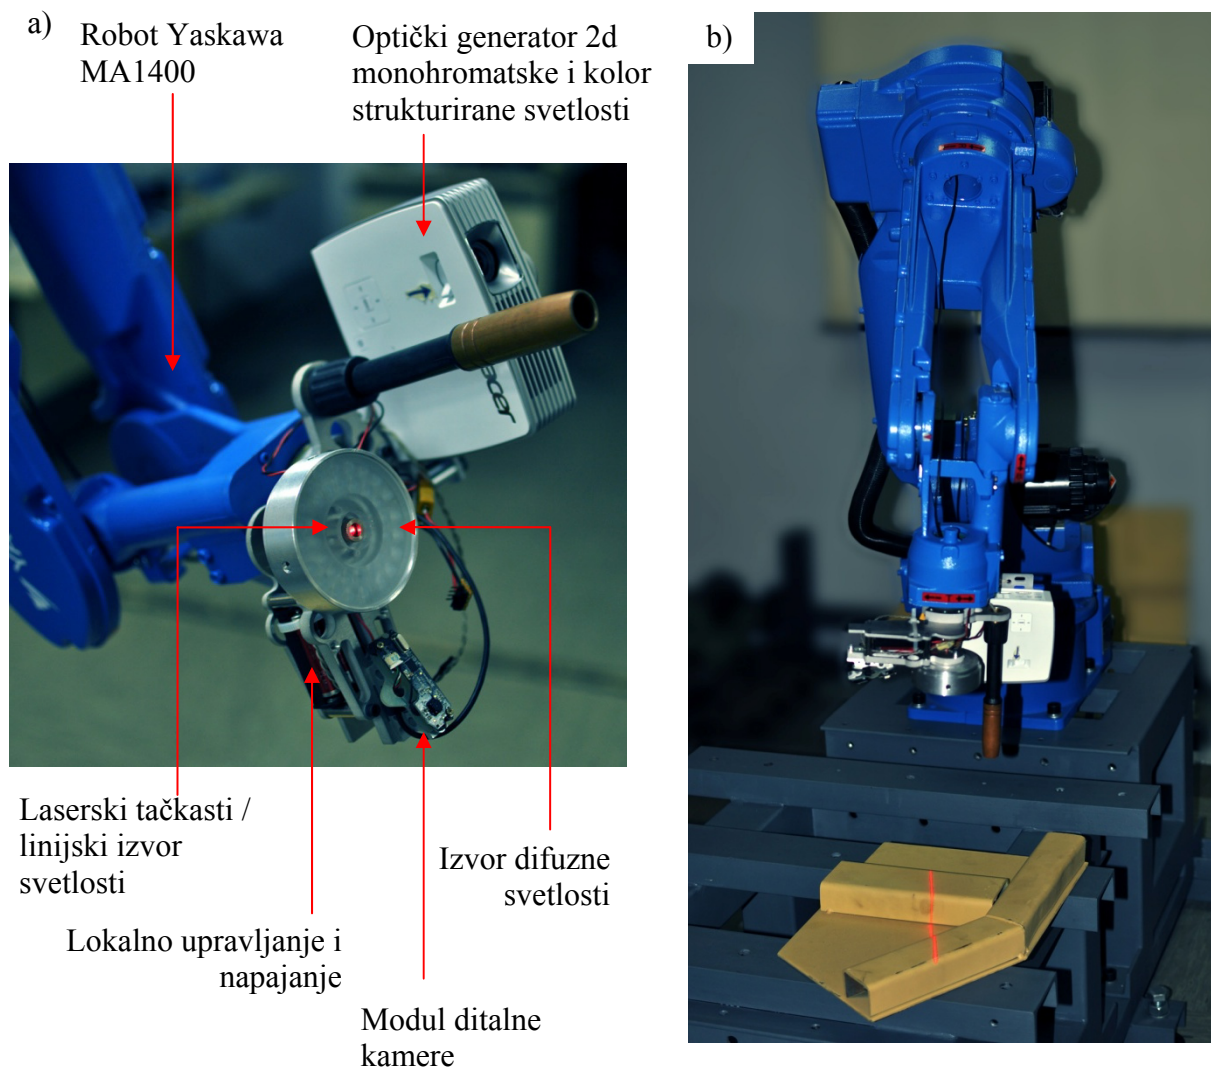 a)
Robot Yaskawa
MA1400
Optički generator 2d
monohromatske i kolor
strukturirane svetlosti
b)
acer
Laserski tačkasti /
linijski izvor
svetlosti
Izvor difuzne
svetlosti
Lokalno upravljanje i
napajanje
Modul ditalne
kamere